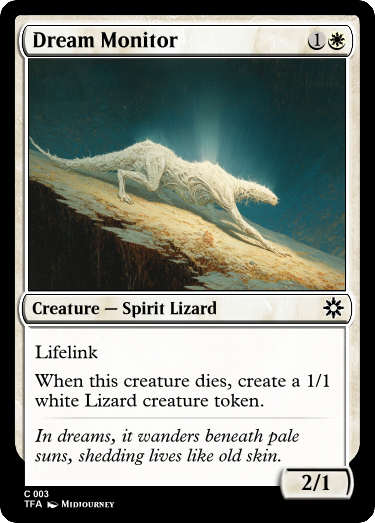 Dream Monitor 1
Creature — Spirit Lizard
Lifelink
When this creature dies, create a 1/1
white Lizard creature token.
In dreams, it wanders beneath pale
suns, shedding lives like old skin.
2/1
C 003
TFA Midjourney